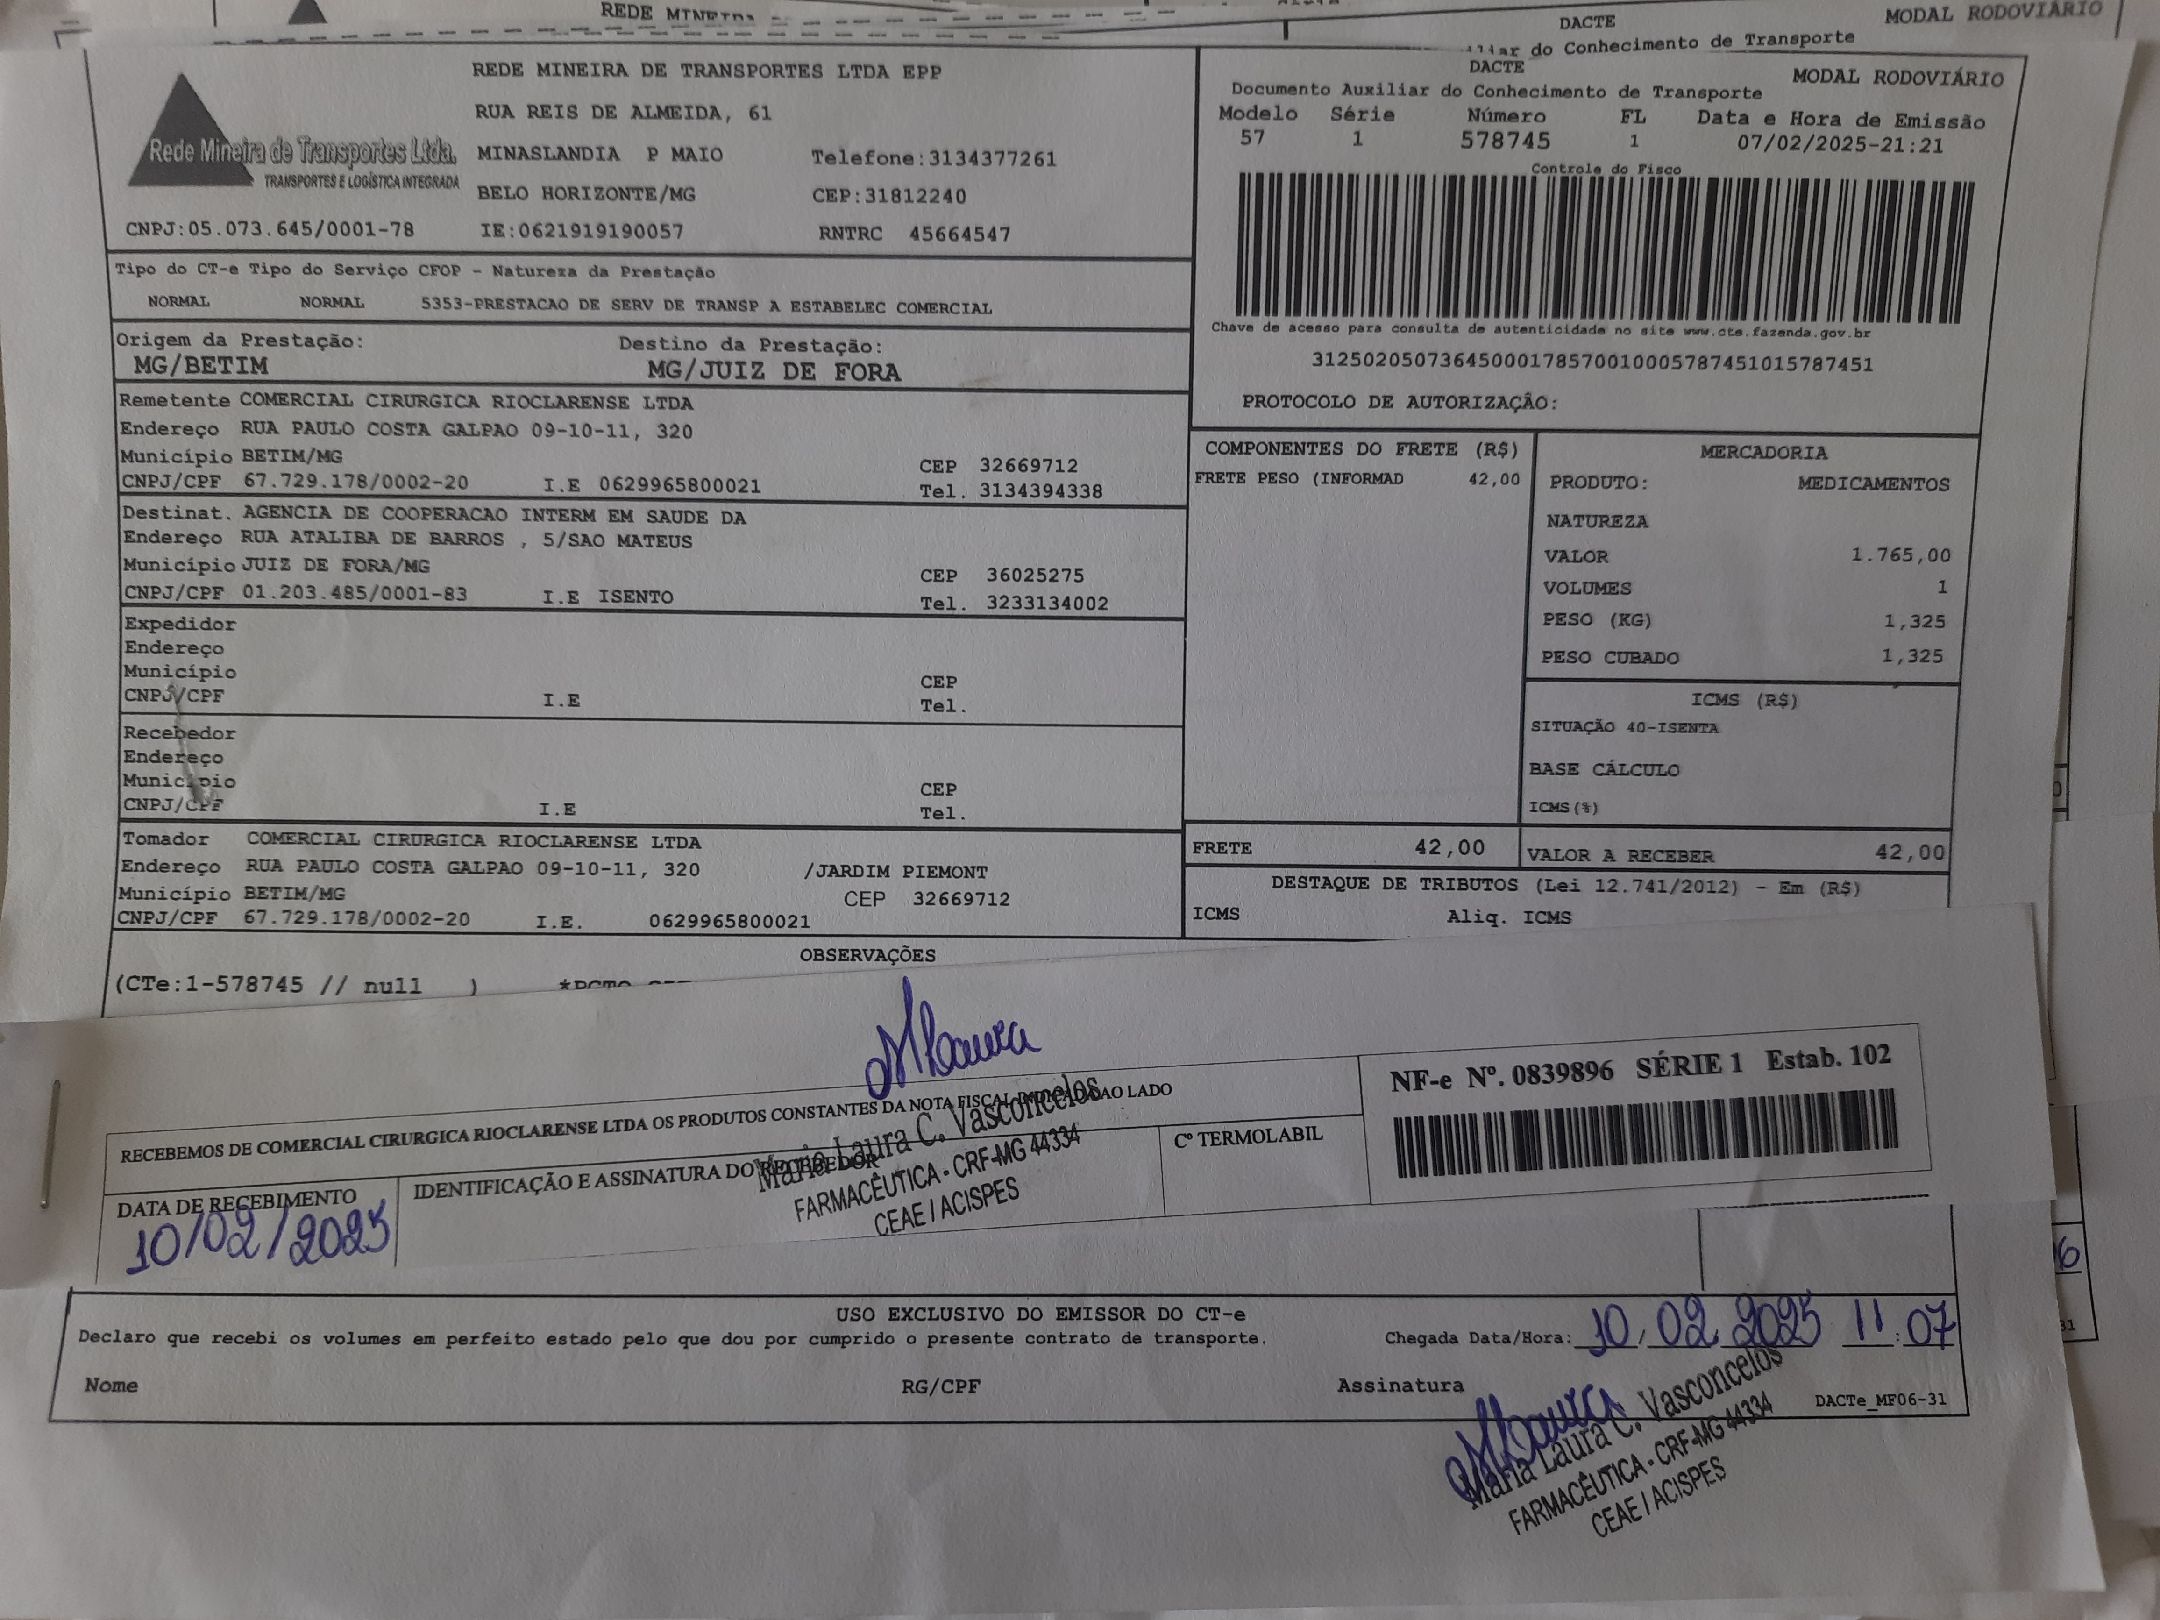 REDE MINEIRA
DACTE
MODAL RODOVIÁRIO
do Conhecimento de Transporte
Rede Mineira de Transportes Ltda.
TRANSPORTES E LOGÍSTICA INTEGRADA
REDE MINEIRA DE TRANSPORTES LTDA EPP
RUA REIS DE ALMEIDA, 61
MINASLANDIA P MAIO Telefone:3134377261
BELO HORIZONTE/MG CEP:31812240
CNPJ:05.073.645/0001-78 IE:0621919190057 RNTRC 45664547
DACTE
MODAL RODOVIÁRIO
Documento Auxiliar do Conhecimento de Transporte
Modelo Série Número FL Data e Hora de Emissão
57 1 578745 1 07/02/2025-21:21
Controle do Fisco
Chave de acesso para consulta de autenticidade no site www.cte.fazenda.gov.br
31250205073645000178570010005787451015787451
PROTOCOLO DE AUTORIZAÇÃO:
Tipo do CT-e Tipo do Serviço CFOP - Natureza da Prestação
NORMAL NORMAL 5353-PRESTACAO DE SERV DE TRANSP A ESTABELEC COMERCIAL
Origem da Prestação: Destino da Prestação:
MG/BETIM MG/JUIZ DE FORA
Remetente COMERCIAL CIRURGICA RIOCLARENSE LTDA
Endereço RUA PAULO COSTA GALPAO 09-10-11, 320
Município BETIM/MG CEP 32669712
CNPJ/CPF 67.729.178/0002-20 I.E 0629965800021 Tel. 3134394338
Destinat. AGENCIA DE COOPERACAO INTERM EM SAUDE DA
Endereço RUA ATALIBA DE BARROS , 5/SAO MATEUS
Município JUIZ DE FORA/MG CEP 36025275
CNPJ/CPF 01.203.485/0001-83 I.E ISENTO Tel. 3233134002
Expedidor
Endereço
Município CEP
CNPJ/CPF I.E Tel.
Recebedor
Endereço
Município CEP
CNPJ/CPF I.E Tel.
Tomador COMERCIAL CIRURGICA RIOCLARENSE LTDA
Endereço RUA PAULO COSTA GALPAO 09-10-11, 320 /JARDIM PIEMONT
Município BETIM/MG CEP 32669712
CNPJ/CPF 67.729.178/0002-20 I.E. 0629965800021
COMPONENTES DO FRETE (R$)
FRETE PESO (INFORMAD 42,00
MERCADORIA
PRODUTO: MEDICAMENTOS
NATUREZA
VALOR 1.765,00
VOLUMES 1
PESO (KG) 1,325
PESO CUBADO 1,325
ICMS (R$)
SITUAÇÃO 40-ISENTA
BASE CÁLCULO
ICMS(%)
FRETE 42,00 VALOR A RECEBER 42,00
DESTAQUE DE TRIBUTOS (Lei 12.741/2012) - Em (R$)
ICMS Aliq. ICMS
OBSERVAÇÕES
(CTe:1-578745 // null )
MLaura
RECEBEMOS DE COMERCIAL CIRURGICA RIOCLARENSE LTDA OS PRODUTOS CONSTANTES DA NOTA FISCAL INDICADA AO LADO
DATA DE RECEBIMENTO
10/02/2025
IDENTIFICAÇÃO E ASSINATURA DO RECEBEDOR
Maria Laura C. Vasconcelos
FARMACÊUTICA - CRF-MG 44334
CEAE / ACISPES
Cº TERMOLABIL
NF-e Nº. 0839896 SÉRIE 1 Estab. 102
USO EXCLUSIVO DO EMISSOR DO CT-e
Declaro que recebi os volumes em perfeito estado pelo que dou por cumprido o presente contrato de transporte. Chegada Data/Hora: 10/02/2025 11:07
Nome RG/CPF Assinatura
MLaura
DACTe_MF06-31
Maria Laura C. Vasconcelos
FARMACÊUTICA - CRF-MG 44334
CEAE / ACISPES